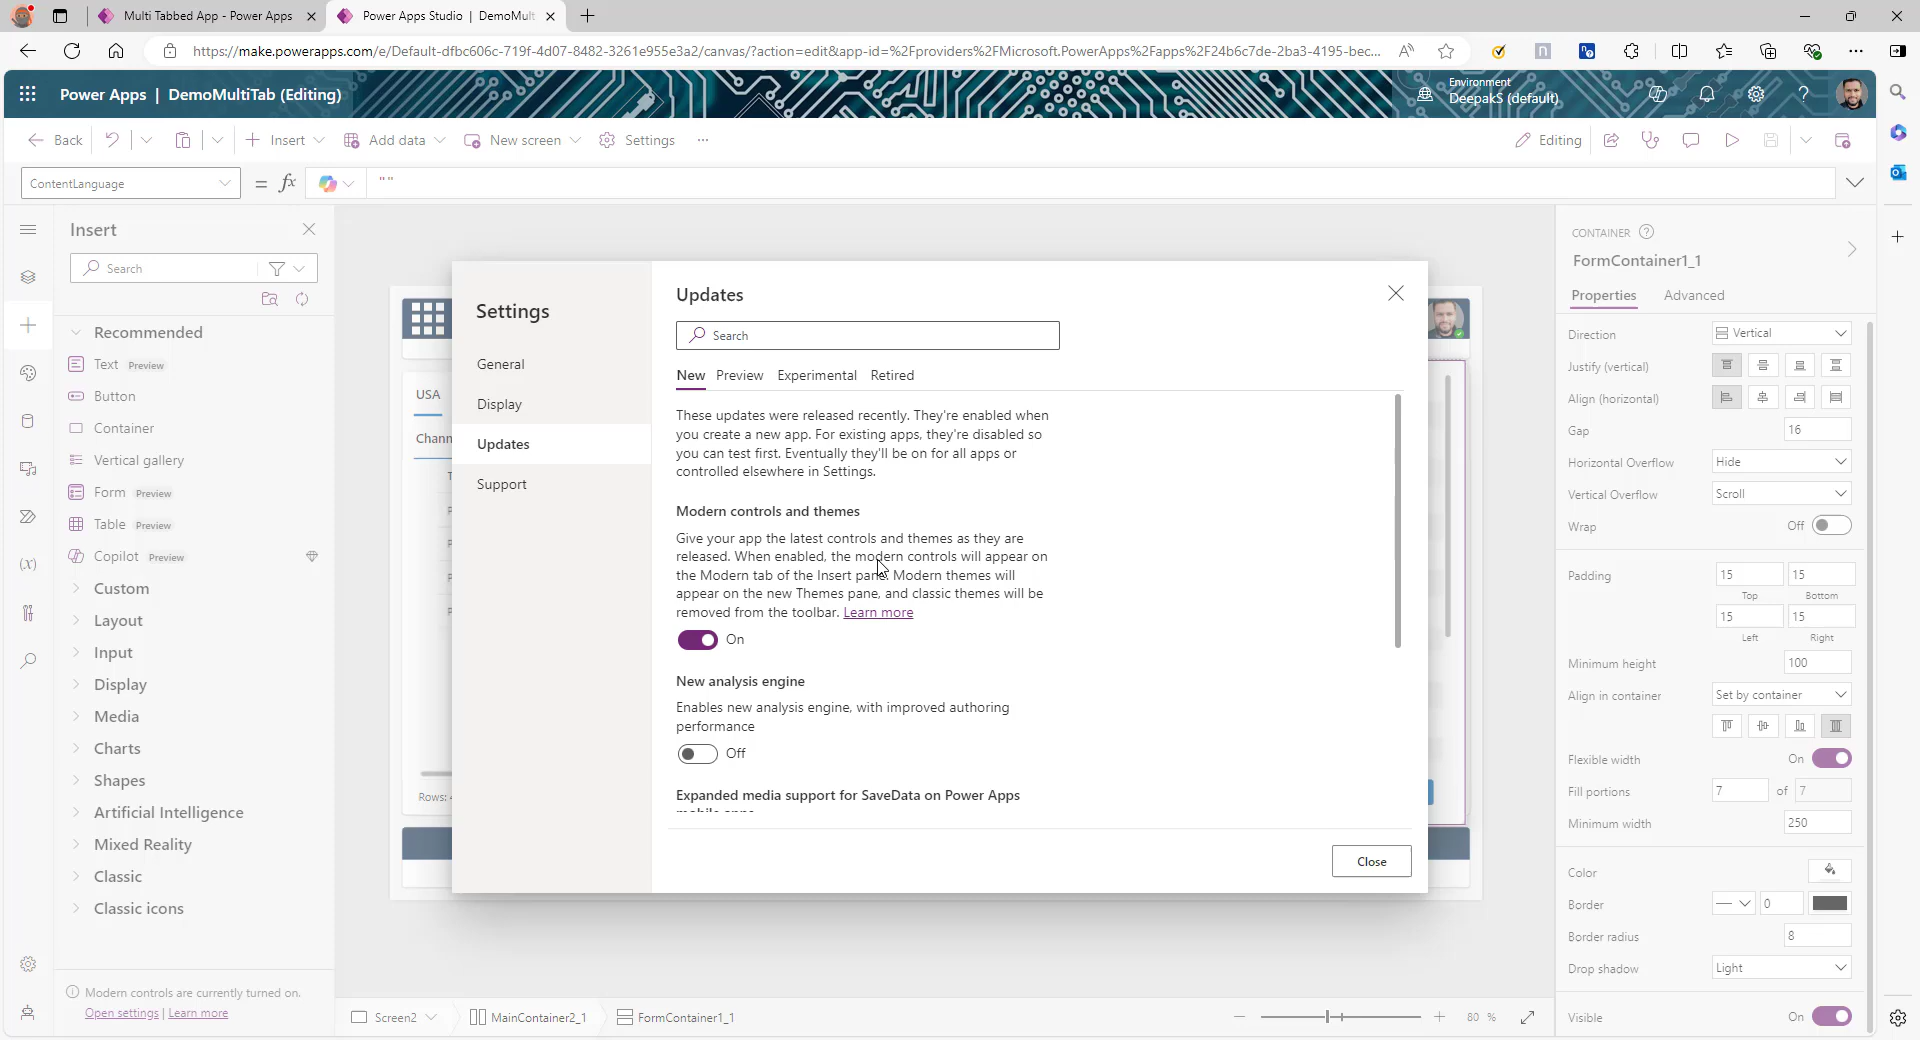 Multi Tabbed App - Power Apps
Power Apps Studio | DemoMult
https://make.powerapps.com/e/Default-dfbc606c-719f-4d07-8482-3261e955e3a2/canvas/?action=edit&app-id=%2Fproviders%2FMicrosoft.PowerApps%2Fapps%2F24b6c7de-2ba3-4195-bec...
Power Apps | DemoMultiTab (Editing)
Environment
DeepakS (default)
Back
Insert
Add data
New screen
Settings
Editing
ContentLanguage
= fx
""
Insert
Search
Recommended
Text Preview
Button
Container
Vertical gallery
Form Preview
Table Preview
Copilot Preview
Custom
Layout
Input
Display
Media
Charts
Shapes
Artificial Intelligence
Mixed Reality
Classic
Classic icons
Modern controls are currently turned on.
Open settings | Learn more
USA
Chann
Rows:
Settings
General
Display
Updates
Support
Updates
Search
New Preview Experimental Retired
These updates were released recently. They're enabled when
you create a new app. For existing apps, they're disabled so
you can test first. Eventually they'll be on for all apps or
controlled elsewhere in Settings.
Modern controls and themes
Give your app the latest controls and themes as they are
released. When enabled, the modern controls will appear on
the Modern tab of the Insert pane. Modern themes will
appear on the new Themes pane, and classic themes will be
removed from the toolbar. Learn more
On
New analysis engine
Enables new analysis engine, with improved authoring
performance
Off
Expanded media support for SaveData on Power Apps
Close
Screen2
MainContainer2_1
FormContainer1_1
80 %
CONTAINER
FormContainer1_1
Properties Advanced
Direction Vertical
Justify (vertical)
Align (horizontal)
Gap 16
Horizontal Overflow Hide
Vertical Overflow Scroll
Wrap Off
Padding 15 15
Top Bottom
15 15
Left Right
Minimum height 100
Align in container Set by container
Flexible width On
Fill portions 7 of 7
Minimum width 250
Color
Border 0
Border radius 8
Drop shadow Light
Visible On